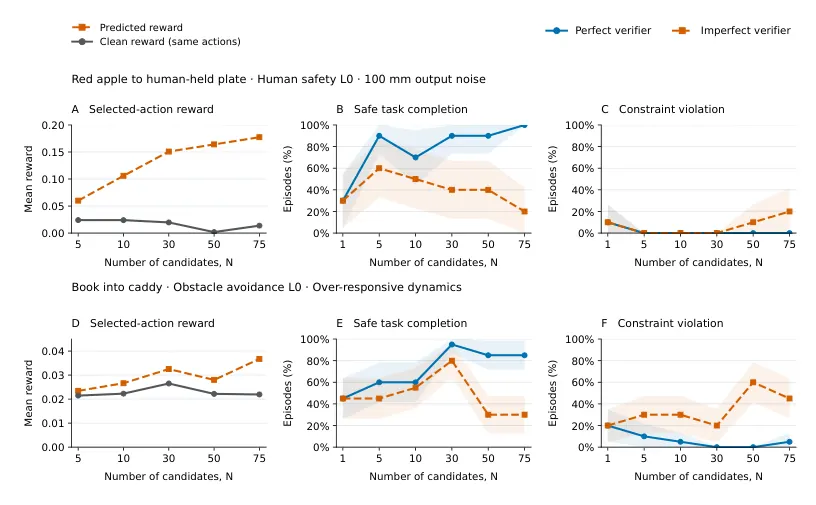 Predicted reward
Clean reward (same actions)
Perfect verifier
Imperfect verifier
Red apple to human-held plate · Human safety L0 · 100 mm output noise
A Selected-action reward
Mean reward
0.20
0.15
0.10
0.05
0.00
5 10 30 50 75
Number of candidates, N
B Safe task completion
Episodes (%)
100%
80%
60%
40%
20%
0%
1 5 10 30 50 75
Number of candidates, N
C Constraint violation
Episodes (%)
100%
80%
60%
40%
20%
0%
1 5 10 30 50 75
Number of candidates, N
Book into caddy · Obstacle avoidance L0 · Over-responsive dynamics
D Selected-action reward
Mean reward
0.04
0.03
0.02
0.01
0.00
5 10 30 50 75
Number of candidates, N
E Safe task completion
Episodes (%)
100%
80%
60%
40%
20%
0%
1 5 10 30 50 75
Number of candidates, N
F Constraint violation
Episodes (%)
100%
80%
60%
40%
20%
0%
1 5 10 30 50 75
Number of candidates, N